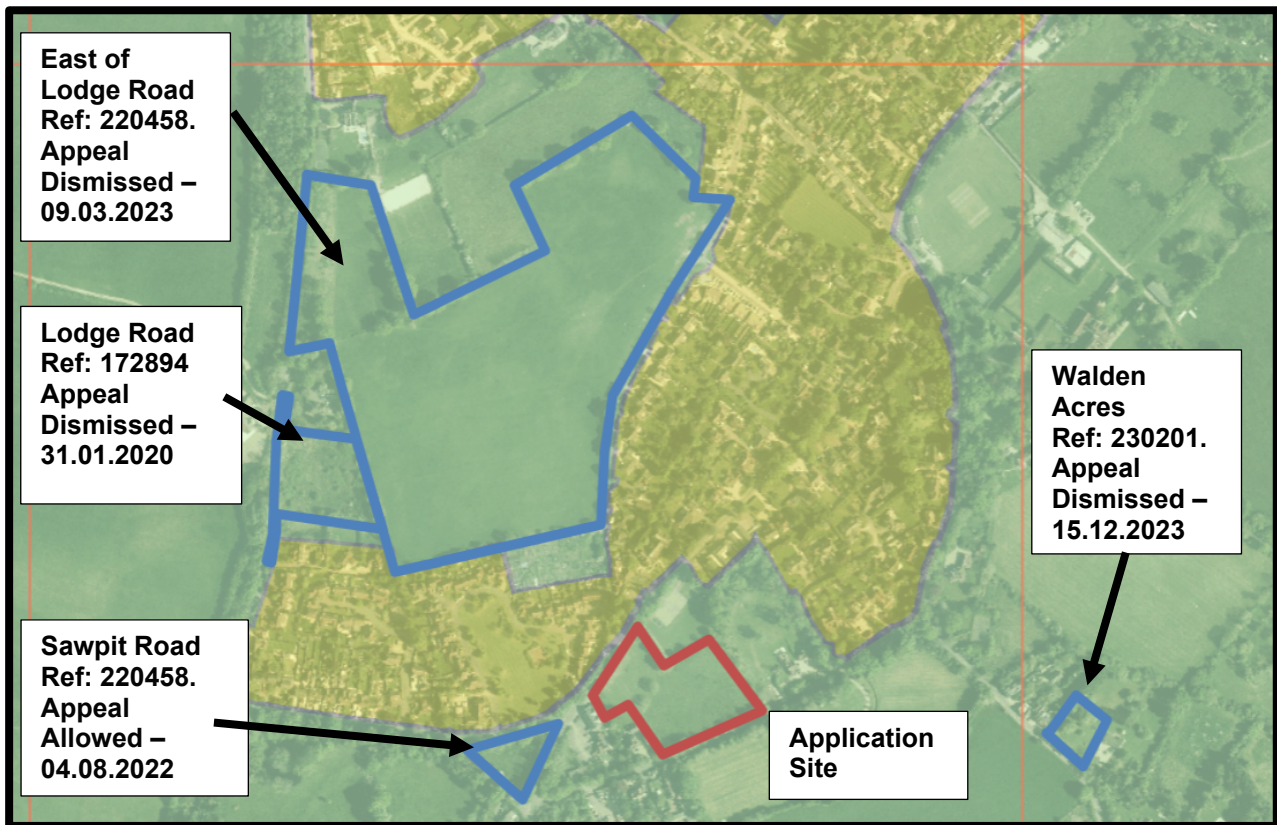 East of
Lodge Road
Ref: 220458.
Appeal
Dismissed –
09.03.2023
Lodge Road
Ref: 172894
Appeal
Dismissed –
31.01.2020
Sawpit Road
Ref: 220458.
Appeal
Allowed –
04.08.2022
Application
Site
Walden
Acres
Ref: 230201.
Appeal
Dismissed –
15.12.2023